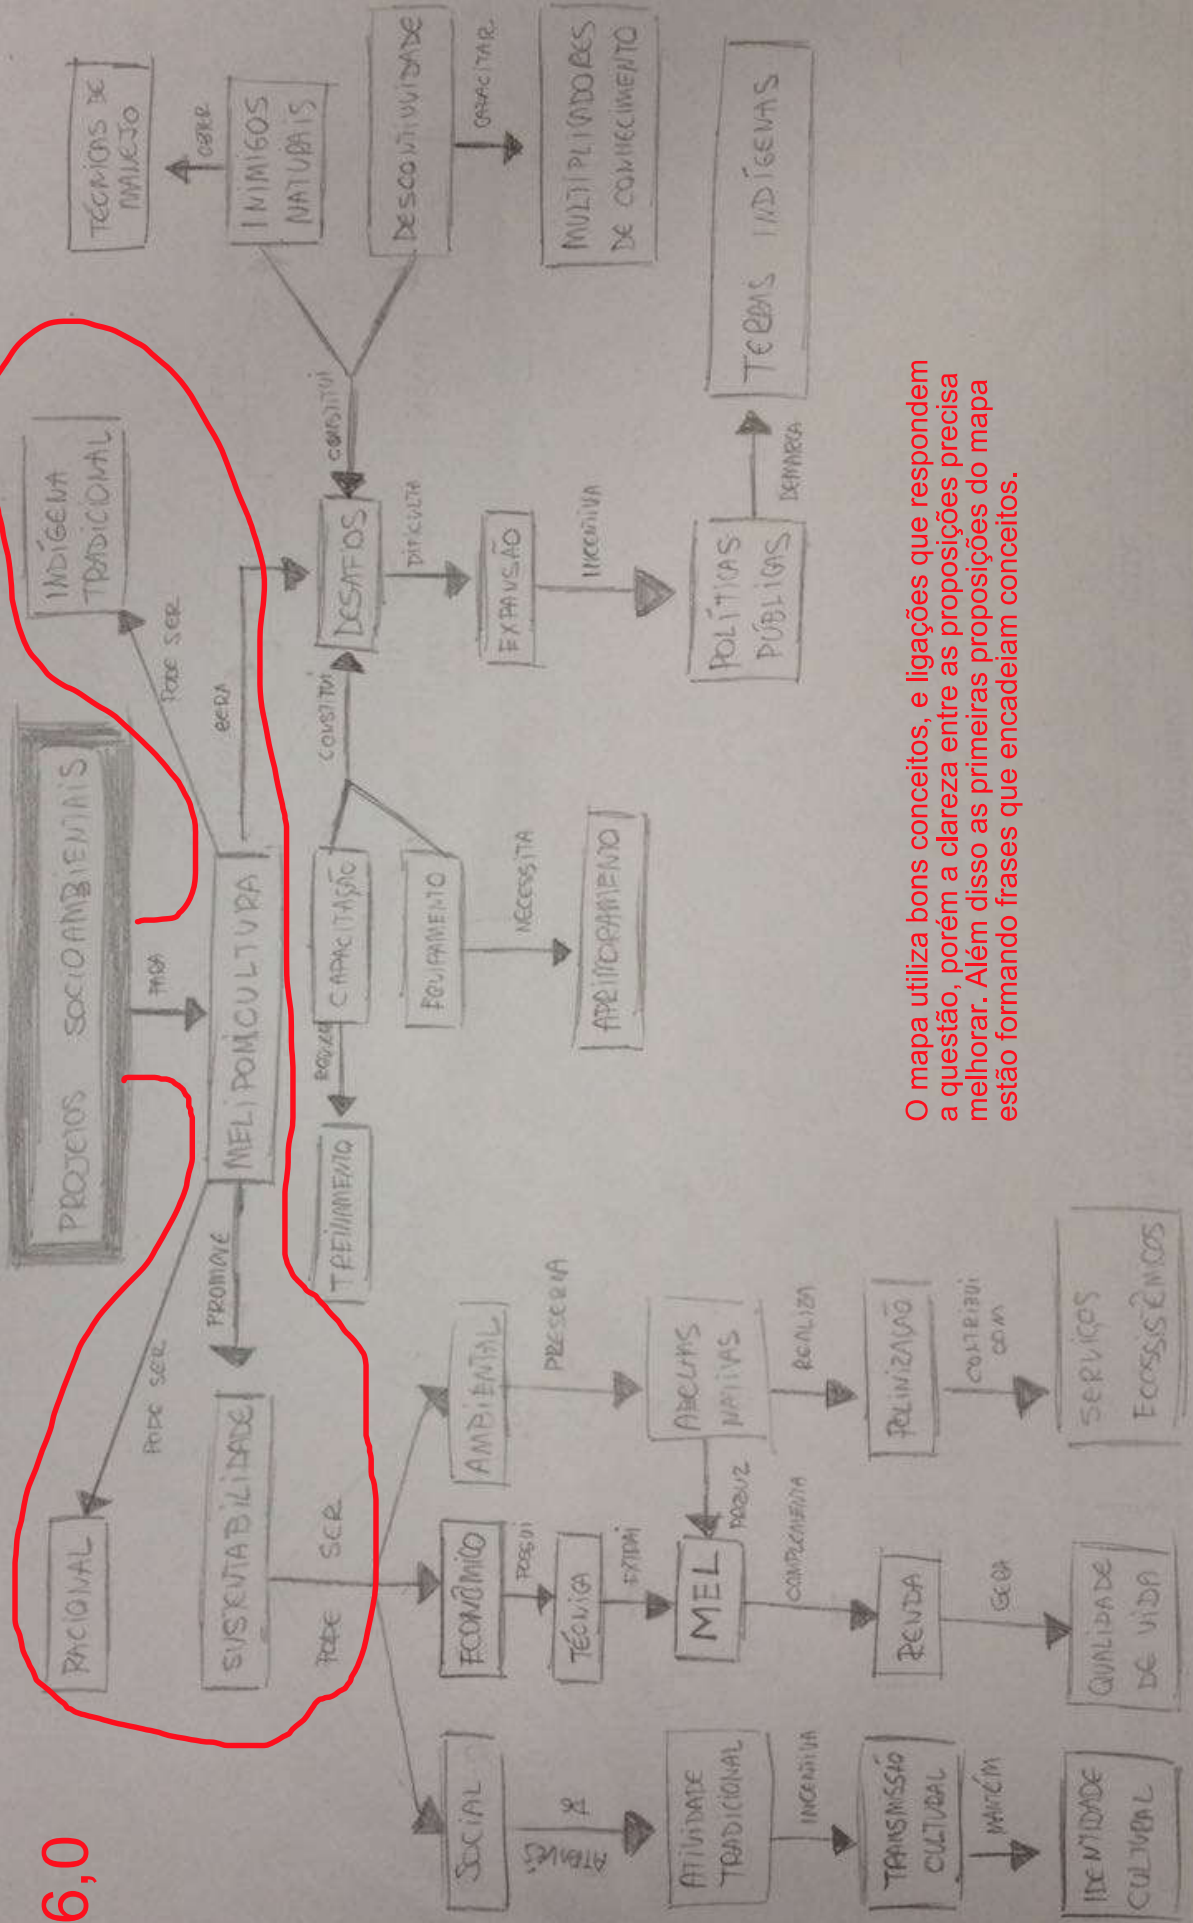 6,0
PROJETOS SOCIOAMBIENTAIS
PARA
PODE SER
RACIONAL
PODE SER
INDÍGENA
TRADICIONAL
MELIPONICULTURA
PROMOVE
SUSTENTABILIDADE
GERA
PODE SER
SOCIAL
ECONÔMICO
AMBIENTAL
ATRAVÉS
ATIVIDADE
TRADICIONAL
INCENTIVA
TRANSMISSÃO
CULTURAL
MANTÉM
IDENTIDADE
CULTURAL
POSSUI
TÉCNICA
EXTRAI
MEL
COMPLEMENTA
RENDA
GERA
QUALIDADE
DE VIDA
PRESERVA
ABELHAS
NATIVAS
PRODUZ
REALIZA
POLINIZAÇÃO
CONTRIBUI
COM
SERVIÇOS
ECOSSISÊMCOS
TREINAMENTO
REQUER
CAPACITAÇÃO
EQUIPAMENTO
NECESSITA
APRIMORAMENTO
CONSTITUI
DESAFIOS
CONSTITUI
DIFICULTA
EXPANSÃO
INCENTIVA
POLÍTICAS
PÚBLICAS
DEMARCA
TERRAS INDÍGENAS
TÉCNICAS DE
MANEJO
INIMIGOS
NATURAIS
DESCONTINUIDADE
CAPACITAR
MULTIPLICADORES
DE CONHECIMENTO
O mapa utiliza bons conceitos, e ligações que respondem
a questão, porém a clareza entre as proposições precisa
melhorar. Além disso as primeiras proposições do mapa
estão formando frases que encadeiam conceitos.